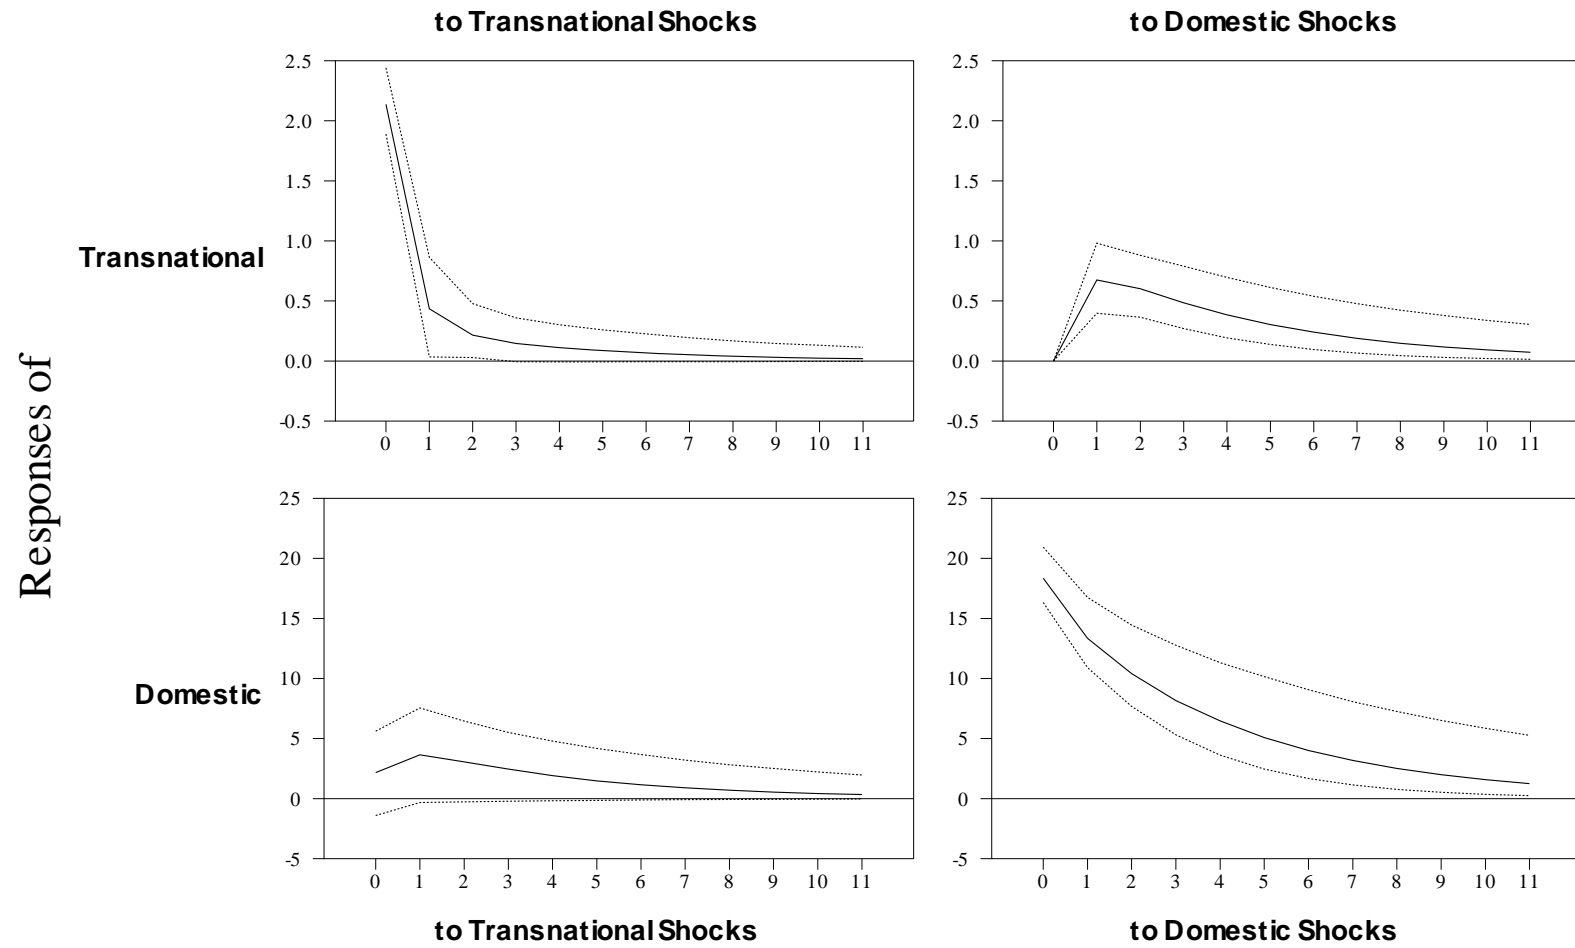 to Transnational Shocks
to Domestic Shocks
2.5
2.0
1.5
1.0
0.5
0.0
-0.5
0 1 2 3 4 5 6 7 8 9 10 11
2.5
2.0
1.5
1.0
0.5
0.0
-0.5
0 1 2 3 4 5 6 7 8 9 10 11
Transnational
Responses of
25
20
15
10
5
0
-5
0 1 2 3 4 5 6 7 8 9 10 11
25
20
15
10
5
0
-5
0 1 2 3 4 5 6 7 8 9 10 11
Domestic
to Transnational Shocks
to Domestic Shocks